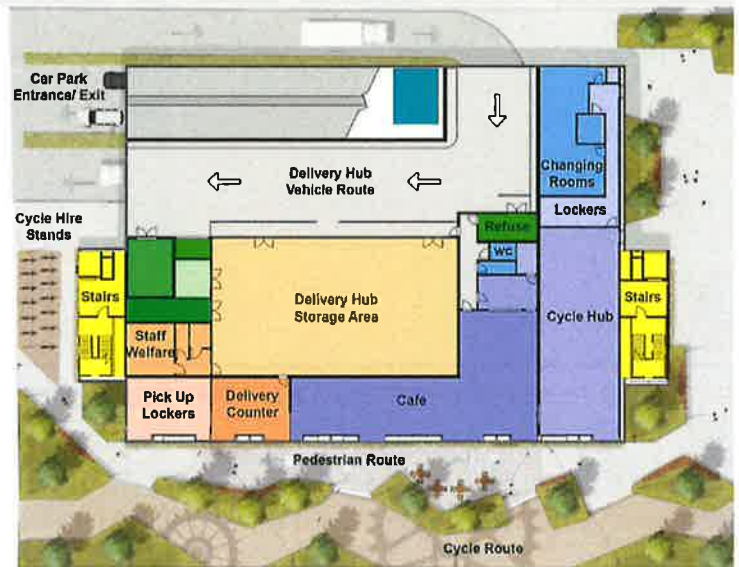 Car Park
Entrance/ Exit
Delivery Hub
Vehicle Route
Changing
Rooms
Lockers
Cycle Hire
Stands
Refuse
WC
Stairs
Delivery Hub
Storage Area
Cycle Hub
Stairs
Staff
Welfare
Pick Up
Lockers
Delivery
Counter
Cafe
Pedestrian Route
Cycle Route